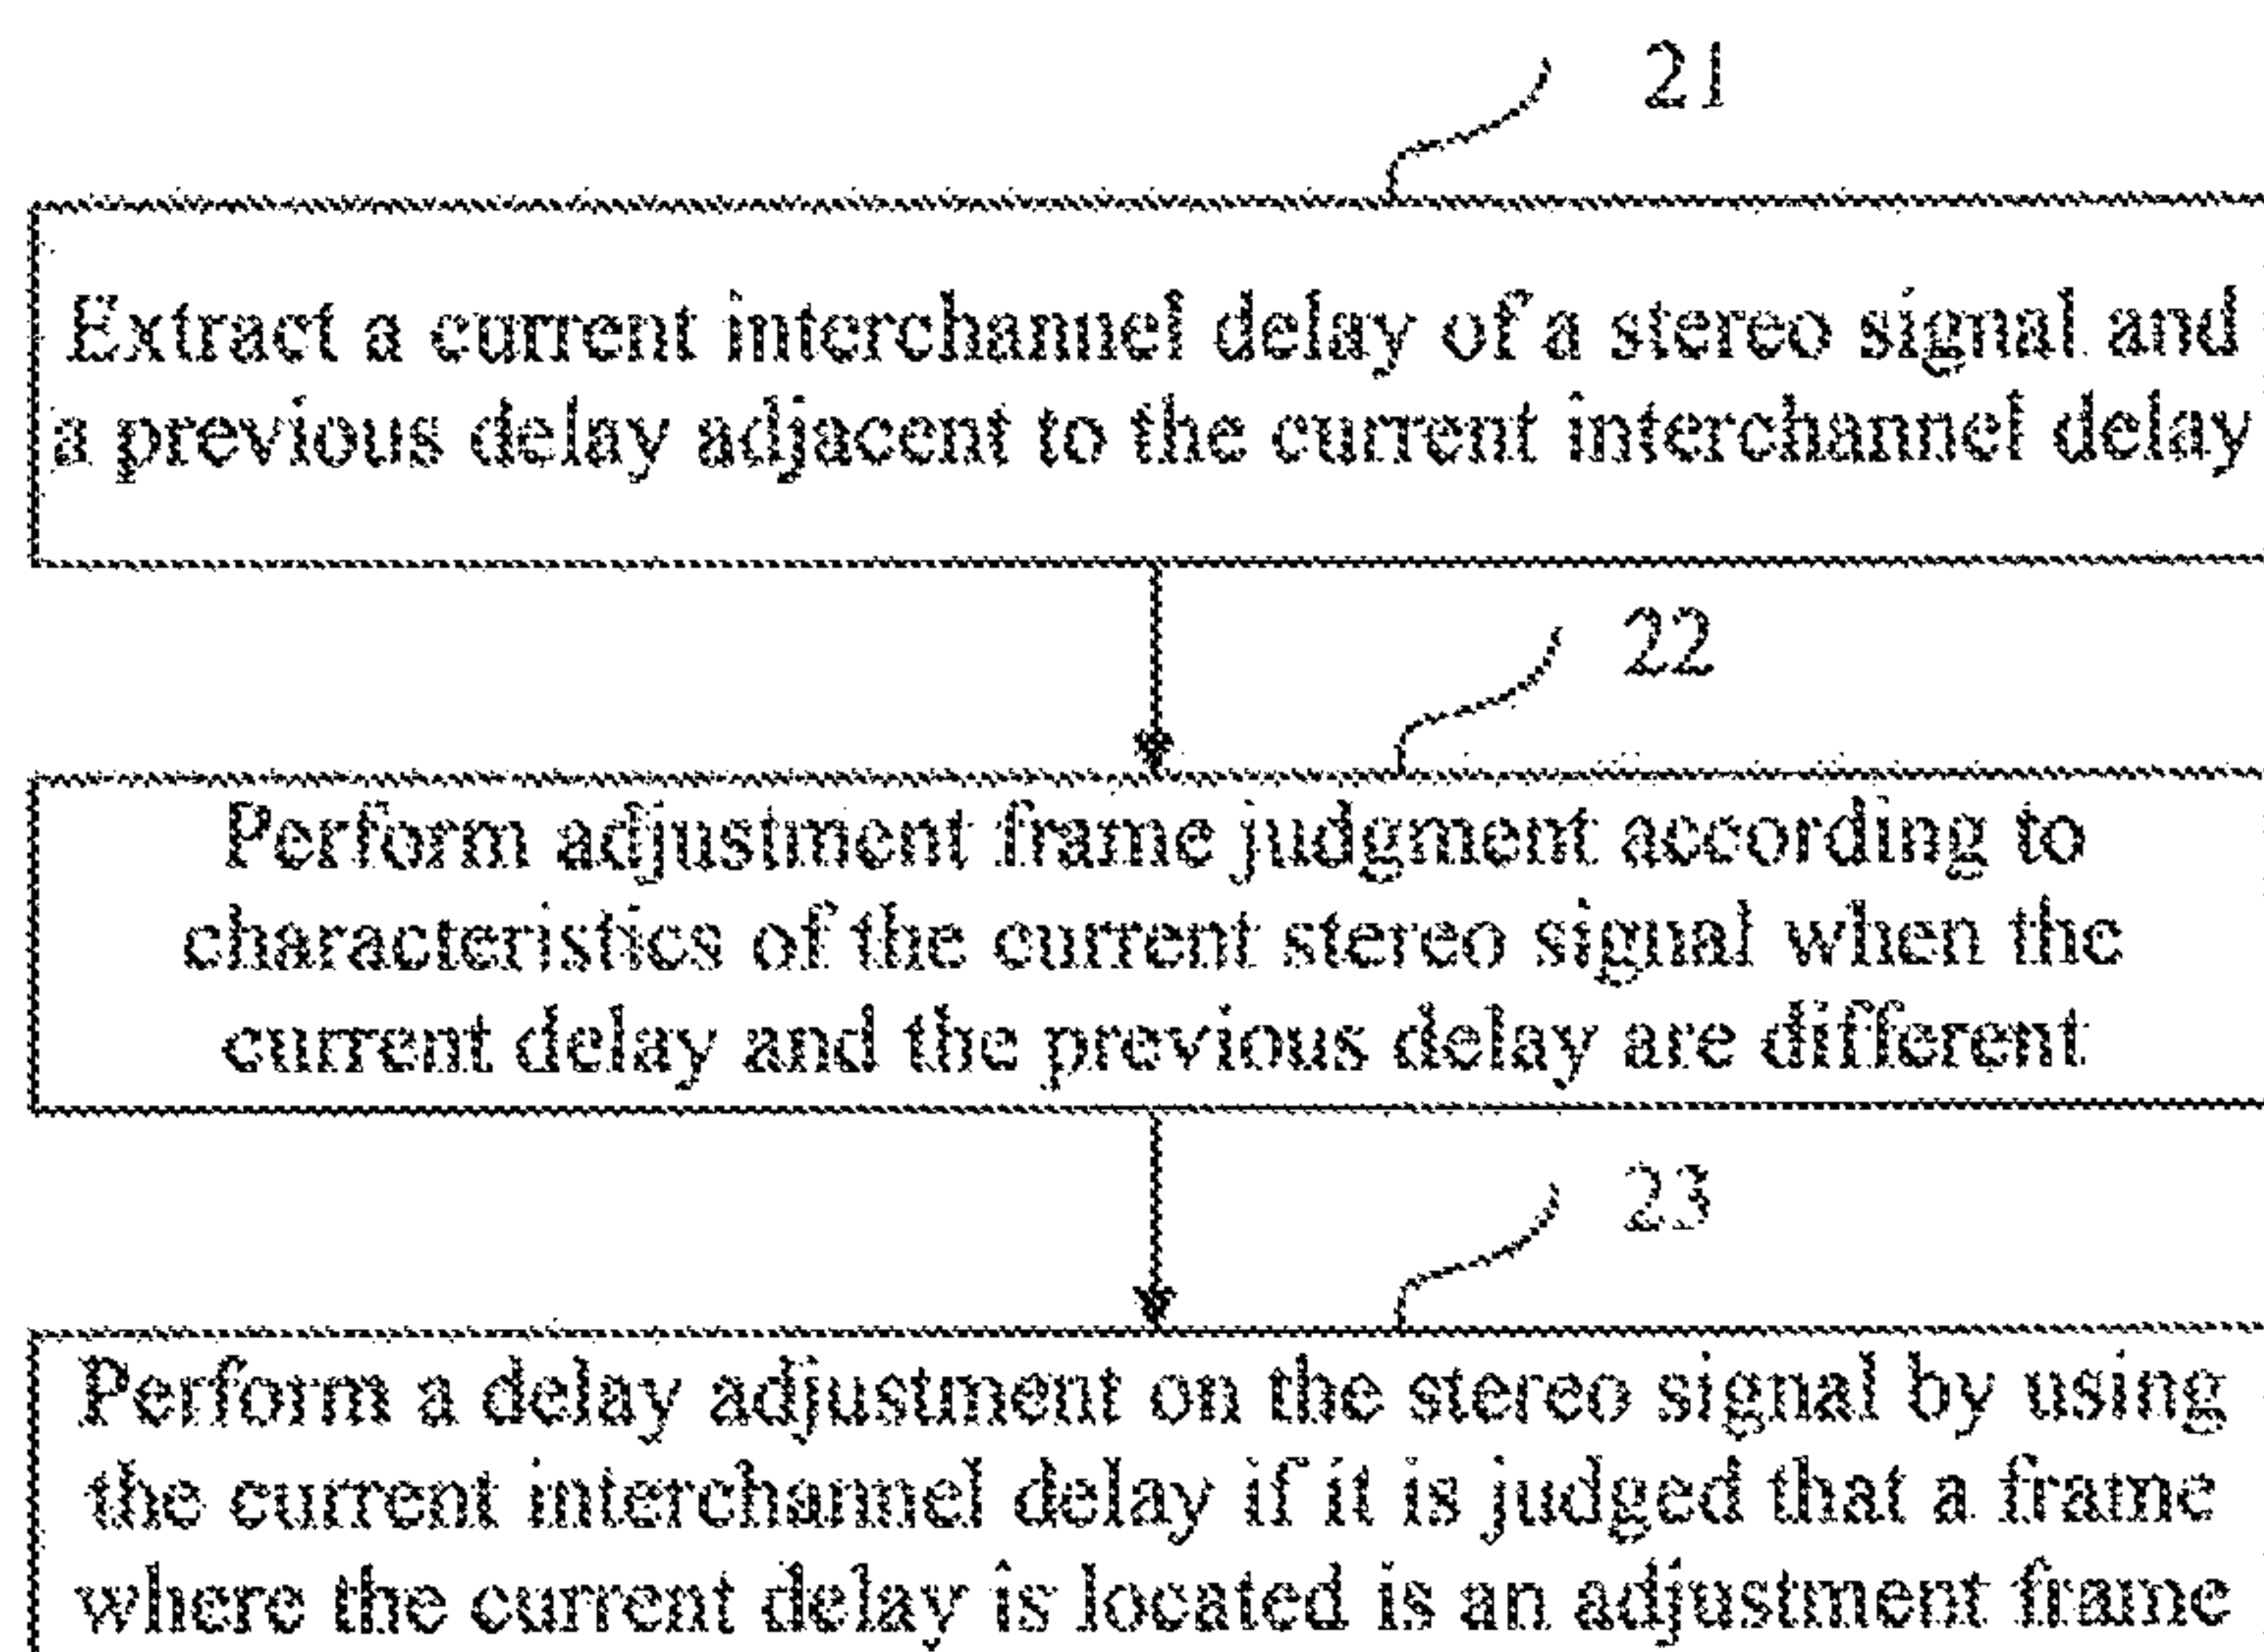 21
Extract a current interchannel delay of a stereo signal and
a previous delay adjacent to the current interchannel delay
22
Perform adjustment frame judgment according to
characteristics of the current stereo signal when the
current delay and the previous delay are different
23
Perform a delay adjustment on the stereo signal by using
the current interchannel delay if it is judged that a frame
where the current delay is located is an adjustment frame